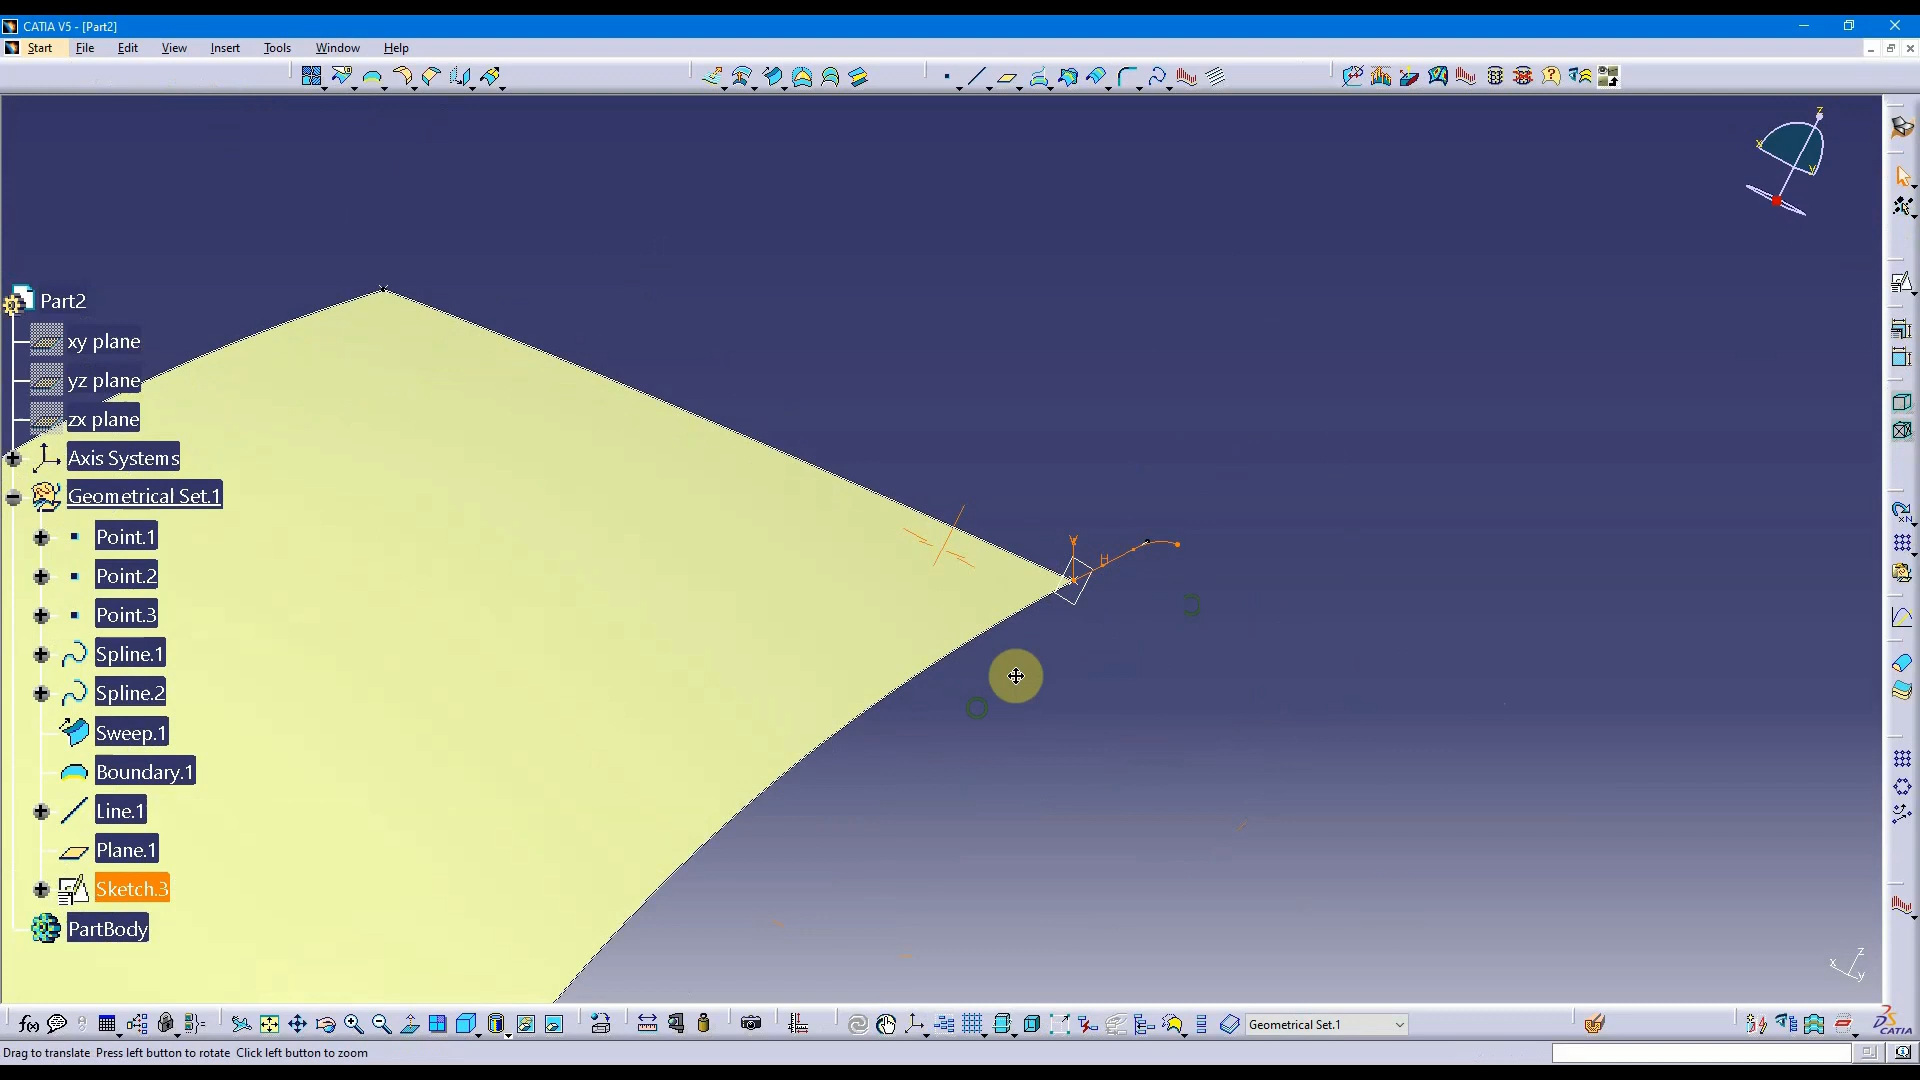 CATIA V5 - [Part2]
Start File Edit View Insert Tools Window Help
z
x
y
Part2
xy plane
yz plane
zx plane
Axis Systems
Geometrical Set.1
Point.1
Point.2
Point.3
Spline.1
Spline.2
Sweep.1
Boundary.1
Line.1
Plane.1
Sketch.3
PartBody
V
H
z
x
y
f(x)
Geometrical Set.1
CATIA
Drag to translate Press left button to rotate Click left button to zoom